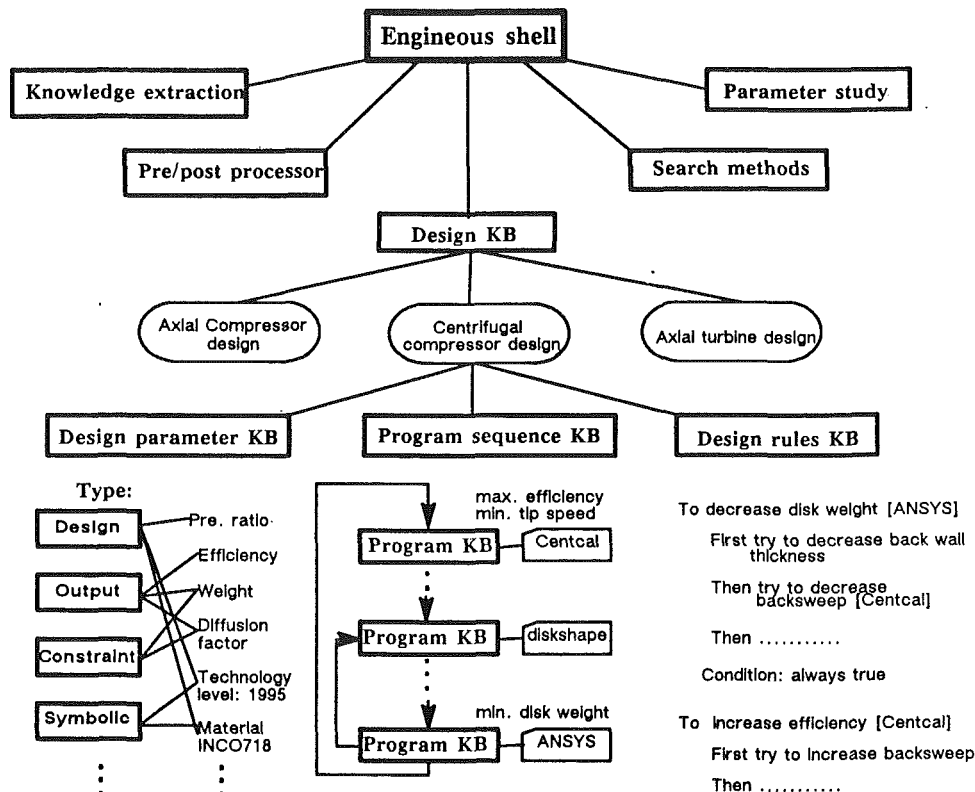 Engineous shell
Knowledge extraction
Parameter study
Pre/post processor
Search methods
Design KB
Axial Compressor
design
Centrifugal
compressor design
Axial turbine design
Design parameter KB
Program sequence KB
Design rules KB
Type:
Design
Output
Constraint
Symbolic
Pre. ratio
Efficiency
Weight
Diffusion
factor
Technology
level: 1995
Material
INCO718
max. efficiency
min. tip speed
Program KB
Centcal
Program KB
diskshape
min. disk weight
Program KB
ANSYS
To decrease disk weight [ANSYS]
First try to decrease back wall
thickness
Then try to decrease
backsweep [Centcal]
Then ...........
Condition: always true
To increase efficiency [Centcal]
First try to increase backsweep
Then ...........